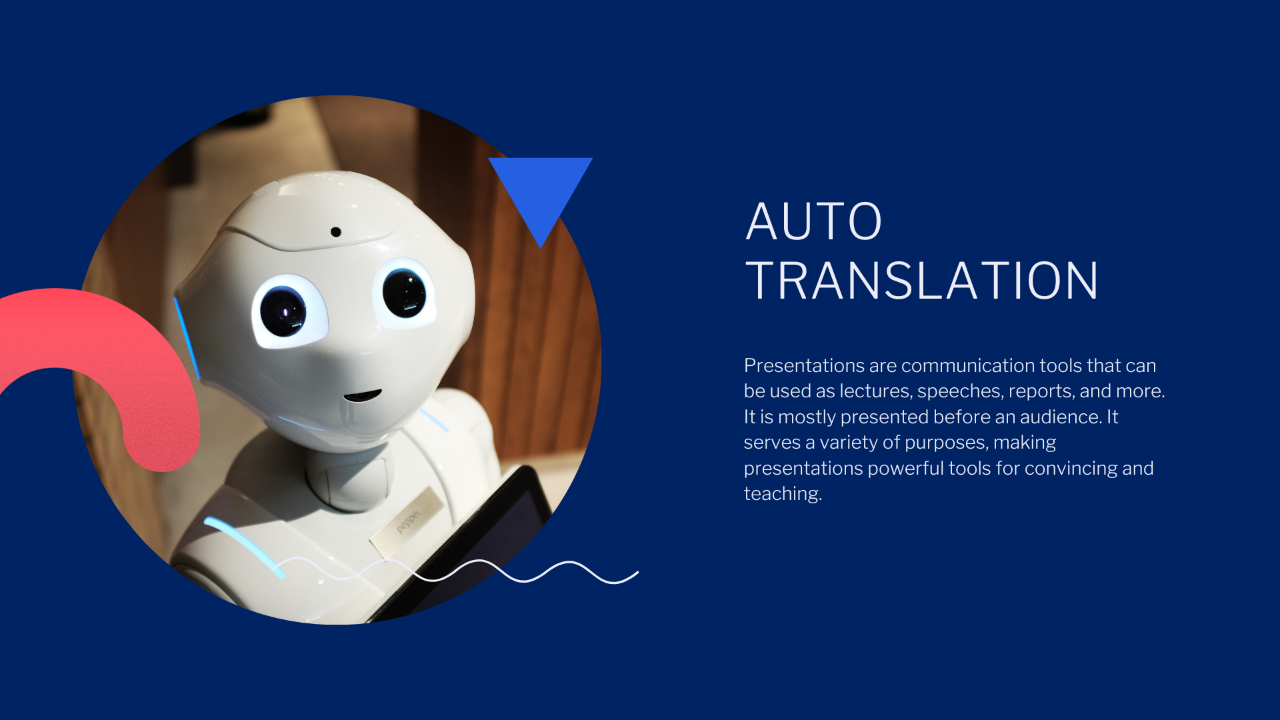 AUTO
TRANSLATION
Presentations are communication tools that can
be used as lectures, speeches, reports, and more.
It is mostly presented before an audience. It
serves a variety of purposes, making
presentations powerful tools for convincing and
teaching.
pepper